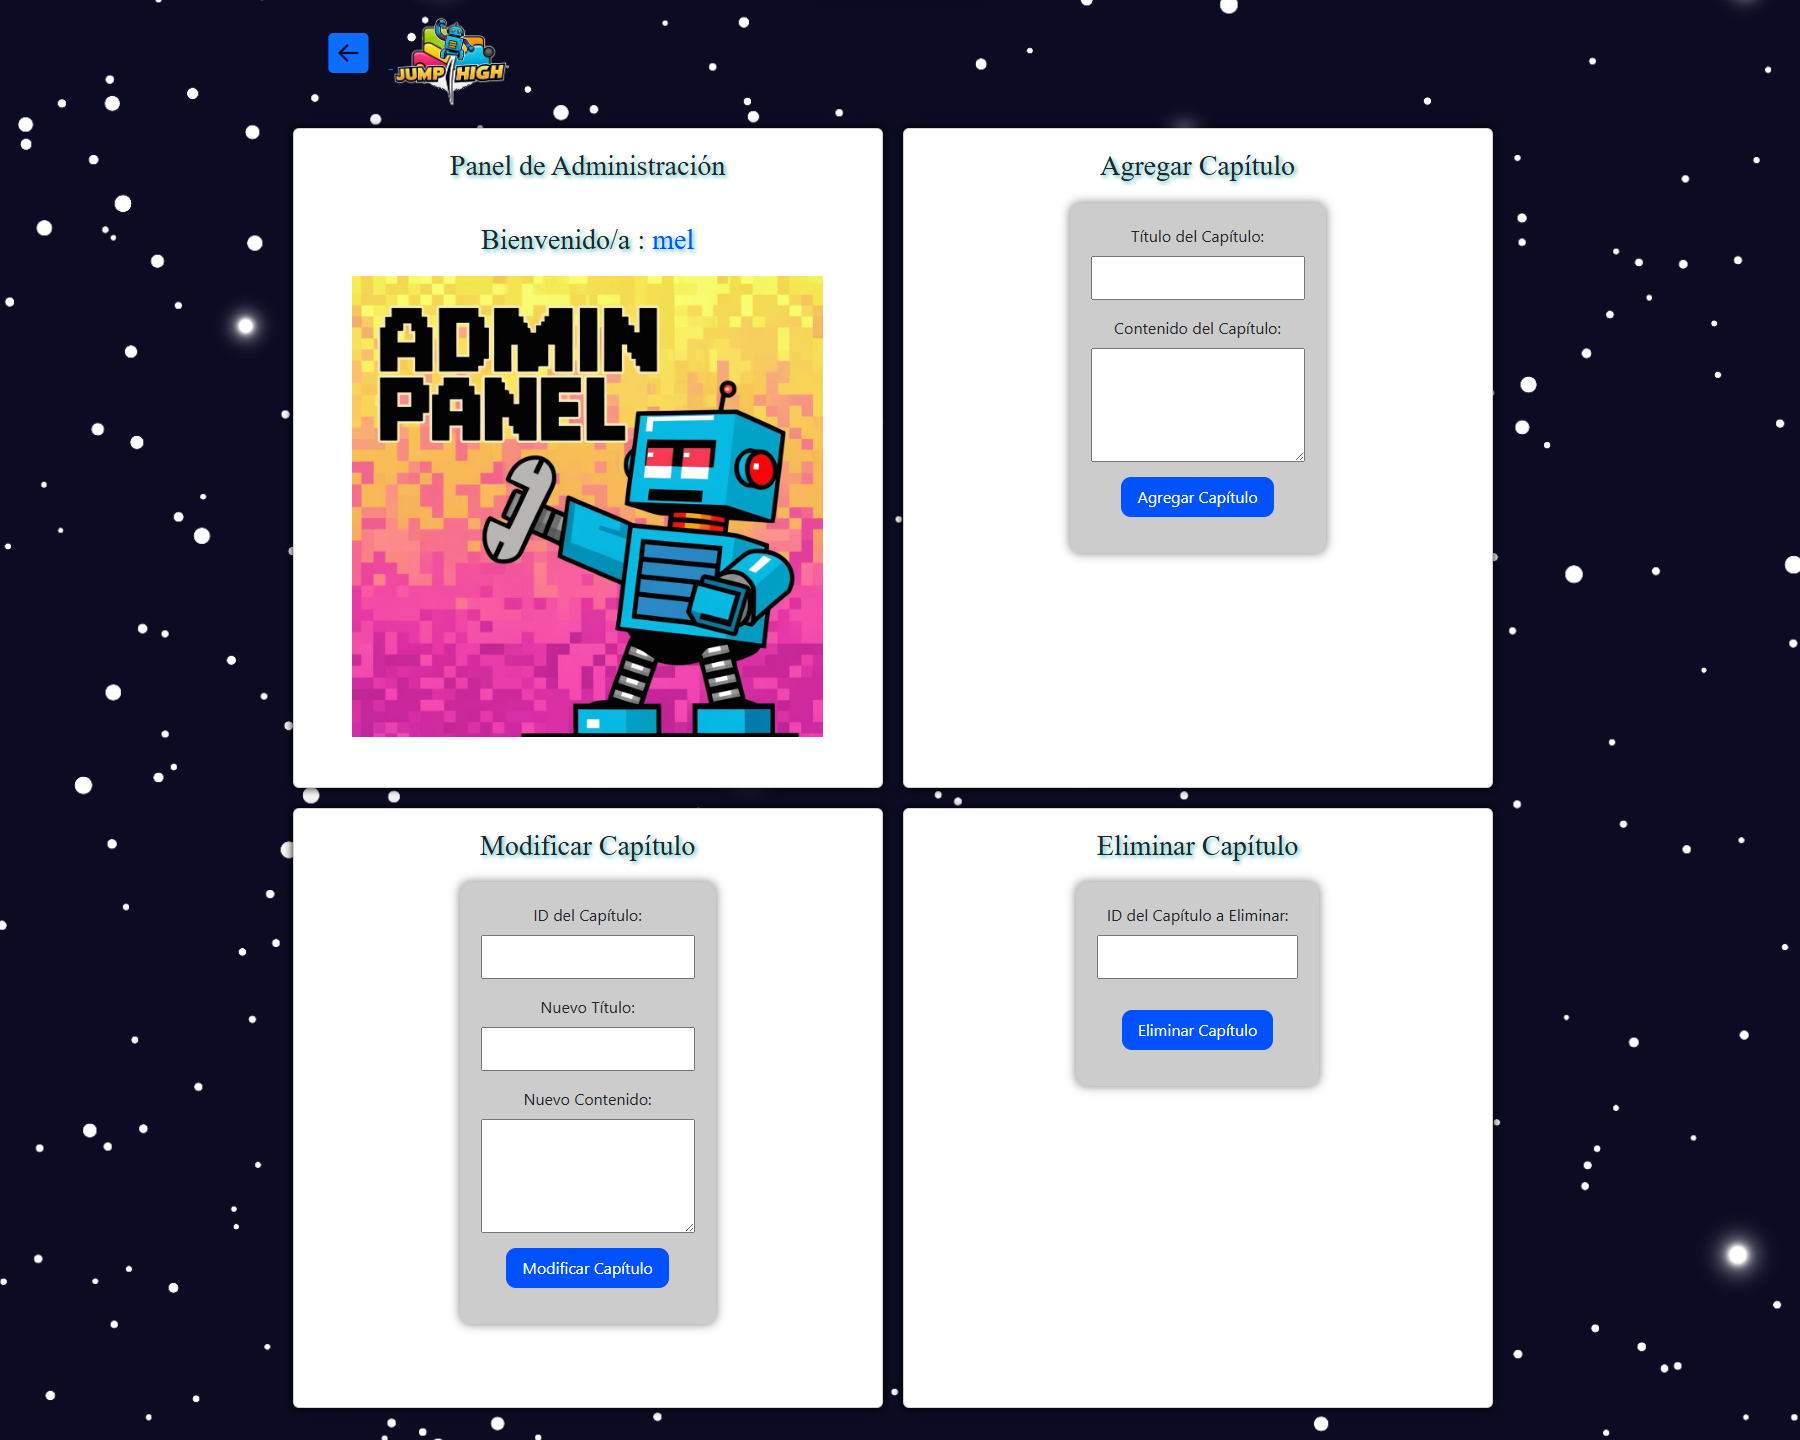 JUMP HIGH
Panel de Administración
Bienvenido/a : mel
ADMIN
PANEL
Agregar Capítulo
Título del Capítulo:
Contenido del Capítulo:
Agregar Capítulo
Modificar Capítulo
ID del Capítulo:
Nuevo Título:
Nuevo Contenido:
Modificar Capítulo
Eliminar Capítulo
ID del Capítulo a Eliminar:
Eliminar Capítulo